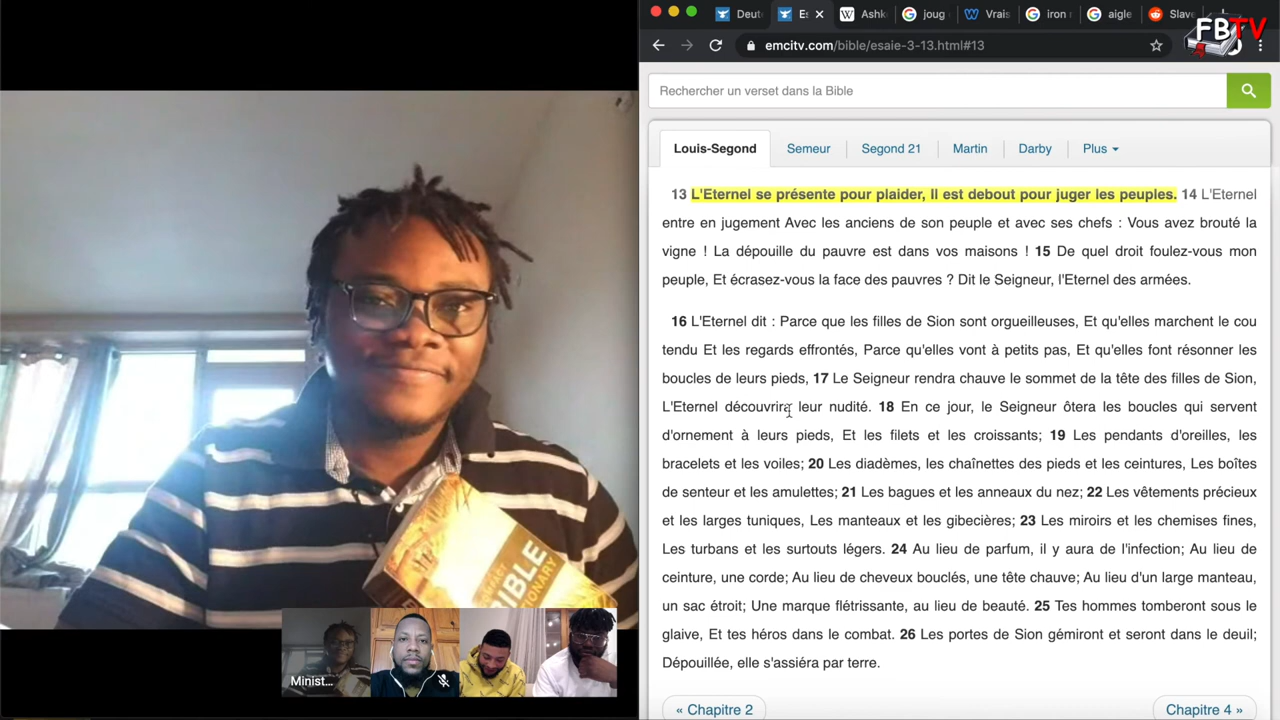 Deut
Es
Ashk
joug
Vrais
iron
aigle
Slave
FBTV
emcitv.com/bible/esaie-3-13.html#13
Rechercher un verset dans la Bible
Louis-Segond
Semeur
Segond 21
Martin
Darby
Plus
13 L'Eternel se présente pour plaider, il est debout pour juger les peuples. 14 L'Eternel
entre en jugement Avec les anciens de son peuple et avec ses chefs : Vous avez brouté la
vigne ! La dépouille du pauvre est dans vos maisons ! 15 De quel droit foulez-vous mon
peuple, Et écrasez-vous la face des pauvres ? Dit le Seigneur, l'Eternel des armées.
16 L'Eternel dit : Parce que les filles de Sion sont orgueilleuses, Et qu'elles marchent le cou
tendu Et les regards effrontés, Parce qu'elles vont à petits pas, Et qu'elles font résonner les
boucles de leurs pieds, 17 Le Seigneur rendra chauve le sommet de la tête des filles de Sion,
L'Eternel découvrira leur nudité. 18 En ce jour, le Seigneur ôtera les boucles qui servent
d'ornement à leurs pieds, Et les filets et les croissants; 19 Les pendants d'oreilles, les
bracelets et les voiles; 20 Les diadèmes, les chaînettes des pieds et les ceintures, Les boîtes
de senteur et les amulettes; 21 Les bagues et les anneaux du nez; 22 Les vêtements précieux
et les larges tuniques, Les manteaux et les gibecières; 23 Les miroirs et les chemises fines,
Les turbans et les surtouts légers. 24 Au lieu de parfum, il y aura de l'infection; Au lieu de
ceinture, une corde; Au lieu de cheveux bouclés, une tête chauve; Au lieu d'un large manteau,
un sac étroit; Une marque flétrissante, au lieu de beauté. 25 Tes hommes tomberont sous le
glaive, Et tes héros dans le combat. 26 Les portes de Sion gémiront et seront dans le deuil;
Dépouillée, elle s'assiéra par terre.
« Chapitre 2
Chapitre 4 »
BIBLE
Minist...